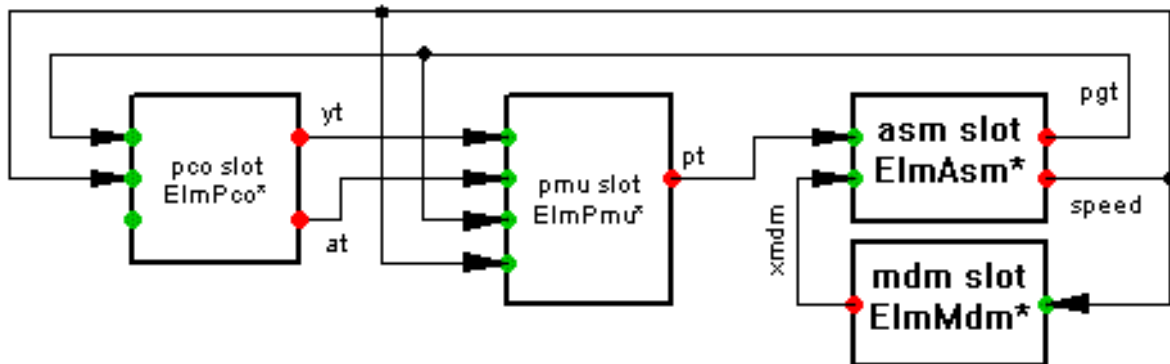 pgt
yt
asm slot
ElmAsm*
pco slot
ElmPco*
pt
pmu slot
ElmPmu*
speed
at
xmdm
mdm slot
ElmMdm*